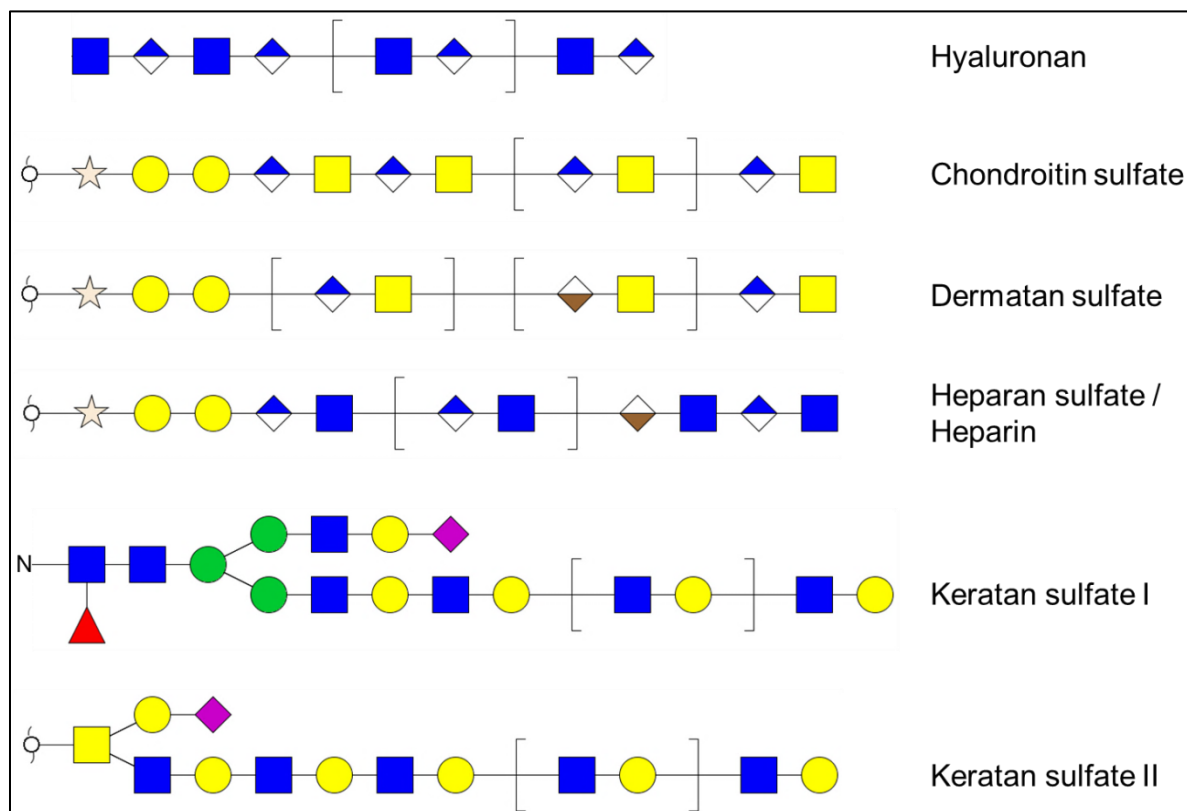 Hyaluronan
Chondroitin sulfate
Dermatan sulfate
Heparan sulfate /
Heparin
N
Keratan sulfate I
Keratan sulfate II